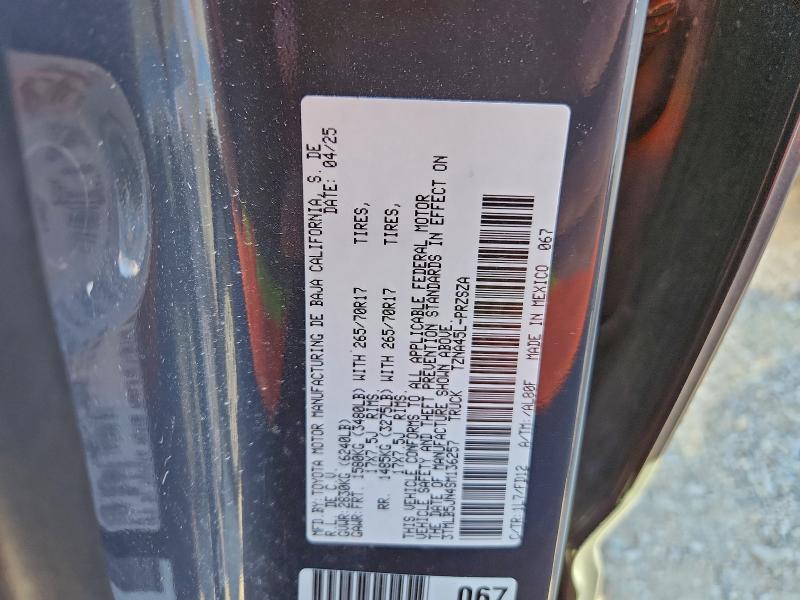 MFD.BY: TOYOTA MOTOR MANUFACTURING DE BAJA CALIFORNIA, S. DE
R.L. DE C.V. DATE: 04/25
GVWR: 2830KG (6240LB)
GAWR: FRT. 1580KG (3480LB) WITH 265/70R17 TIRES,
17X7.5J RIMS
RR. 1485KG (3275LB) WITH 265/70R17 TIRES,
17X7.5J RIMS.
THIS VEHICLE CONFORMS TO ALL APPLICABLE FEDERAL MOTOR
VEHICLE SAFETY, AND THEFT PREVENTION STANDARDS IN EFFECT ON
THE DATE OF MANUFACTURE SHOWN ABOVE.
3TMLB5JN4SM136257 TRUCK TZNA45L-PRZSZA
C/TR:1L7/FD12 A/TM:/AL80F MADE IN MEXICO 067
067